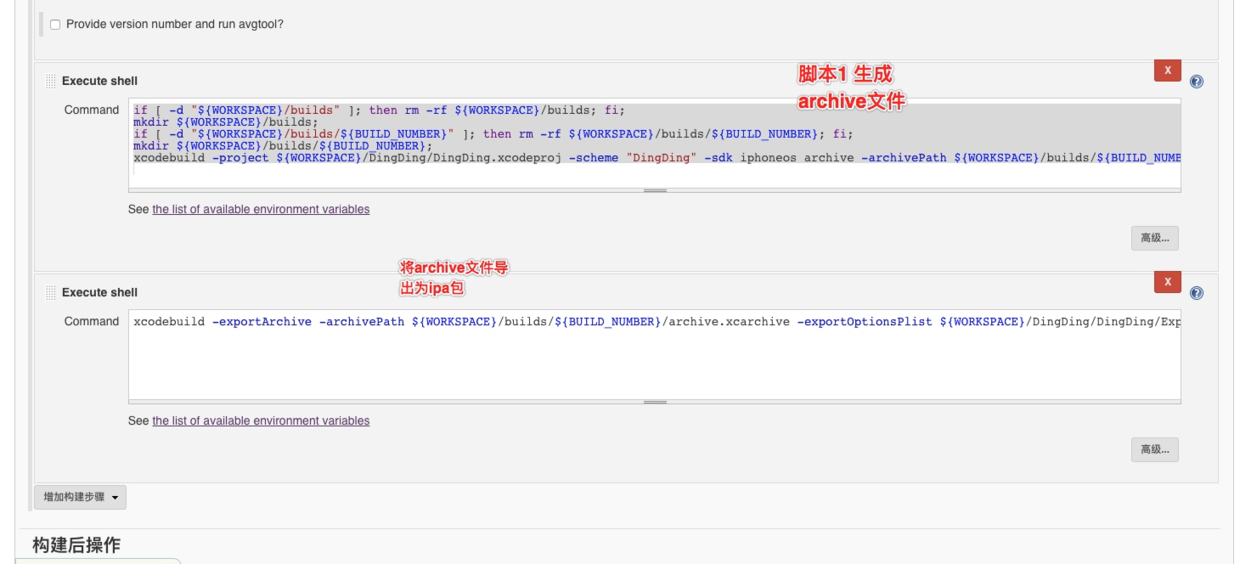 Provide version number and run avgtool?
脚本1 生成
archive文件
X
Execute shell
Command
if [ -d "${WORKSPACE}/builds" ]; then rm -rf ${WORKSPACE}/builds; fi;
mkdir ${WORKSPACE}/builds;
if [ -d "${WORKSPACE}/builds/${BUILD_NUMBER}" ]; then rm -rf ${WORKSPACE}/builds/${BUILD_NUMBER}; fi;
mkdir ${WORKSPACE}/builds/${BUILD_NUMBER};
xcodebuild -project ${WORKSPACE}/DingDing/DingDing.xcodeproj -scheme "DingDing" -sdk iphoneos archive -archivePath ${WORKSPACE}/builds/${BUILD_NUMB
See the list of available environment variables
高级...
将archive文件导
出为ipa包
X
Execute shell
Command
xcodebuild -exportArchive -archivePath ${WORKSPACE}/builds/${BUILD_NUMBER}/archive.xcarchive -exportOptionsPlist ${WORKSPACE}/DingDing/DingDing/Exp
See the list of available environment variables
高级...
增加构建步骤
构建后操作